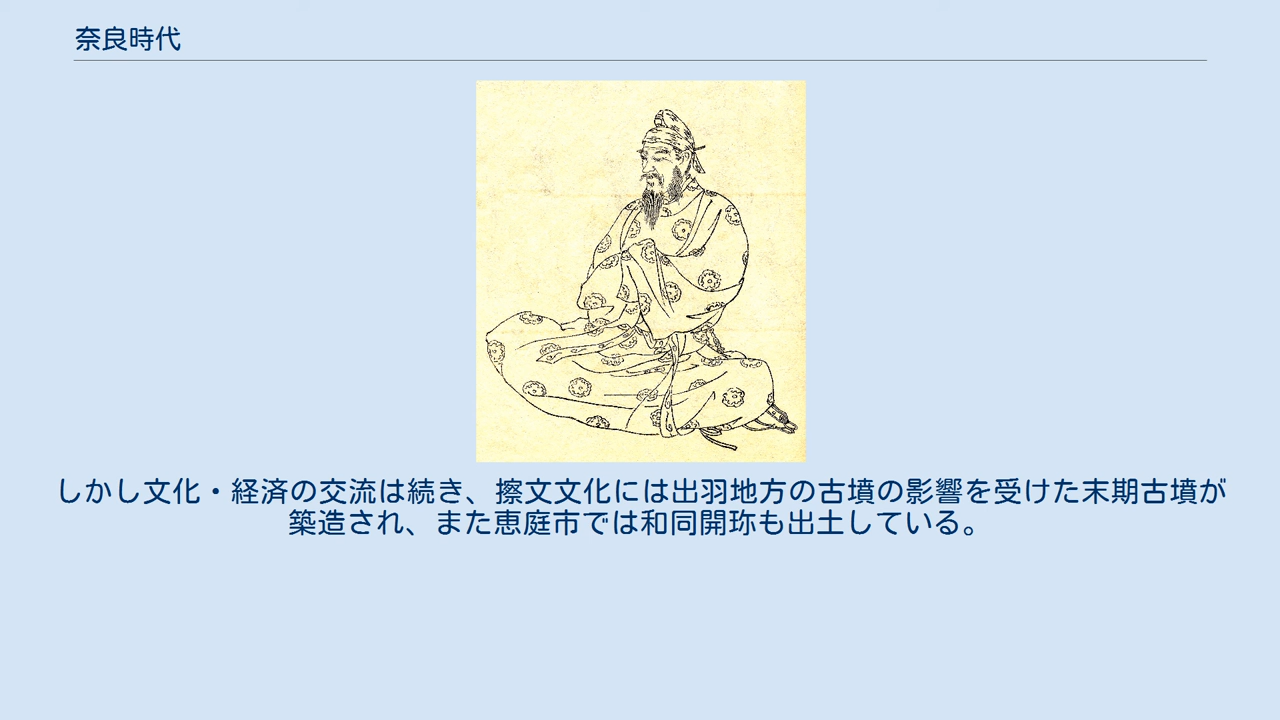 奈良時代
しかし文化・経済の交流は続き、擦文文化には出羽地方の古墳の影響を受けた末期古墳が
築造され、また恵庭市では和同開珎も出土している。